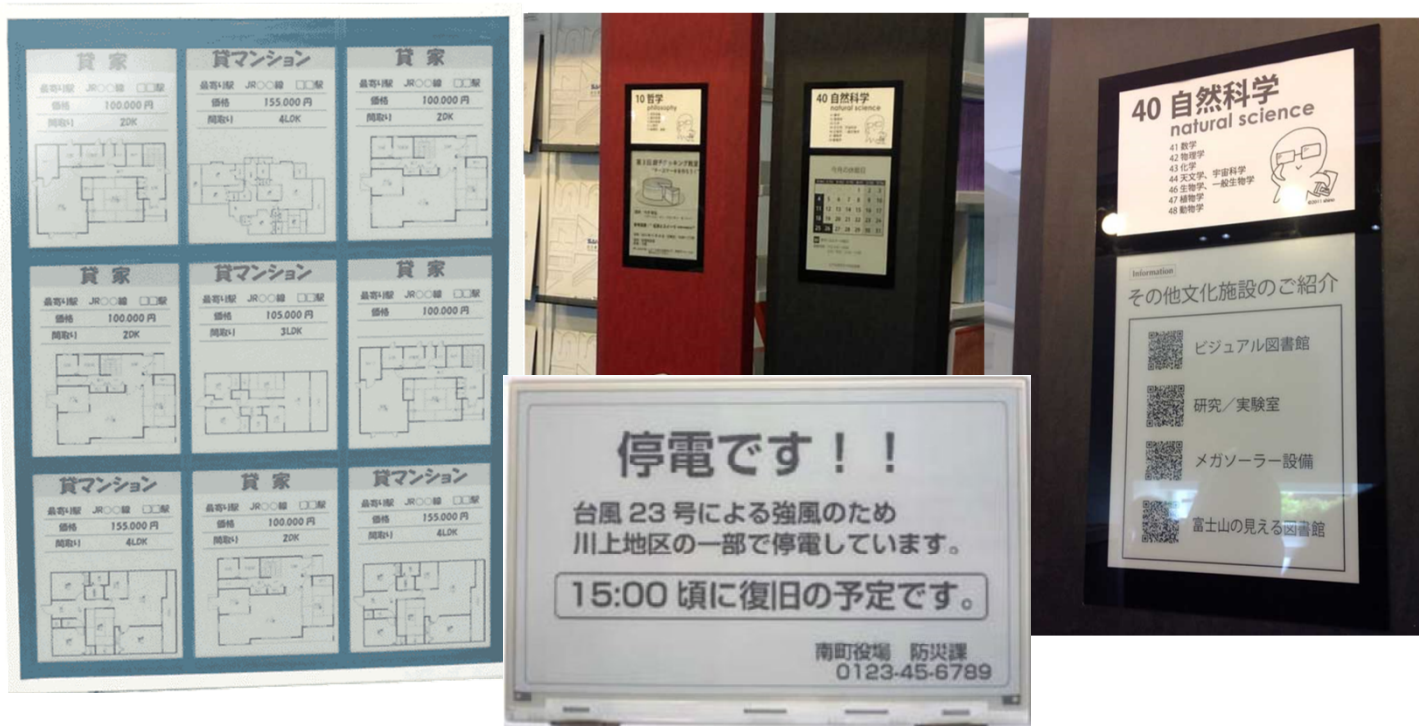 貸家
最寄り駅 JR○○線 □□駅
価格 100.000 円
間取り 2DK
貸マンション
最寄り駅 JR○○線 □□駅
価格 155.000 円
間取り 4LDK
貸家
最寄り駅 JR○○線 □□駅
価格 100.000 円
間取り 2DK
貸家
最寄り駅 JR○○線 □□駅
価格 100.000 円
間取り 2DK
貸マンション
最寄り駅 JR○○線 □□駅
価格 105.000 円
間取り 3LDK
貸家
最寄り駅 JR○○線 □□駅
価格 100.000 円
間取り 2DK
貸マンション
最寄り駅 JR○○線 □□駅
価格 155.000 円
間取り 4LDK
貸家
最寄り駅 JR○○線 □□駅
価格 100.000 円
間取り 2DK
貸マンション
最寄り駅 JR○○線 □□駅
価格 155.000 円
間取り 4LDK
10 哲学
philosophy
40 自然科学
natural science
今月の休館日
40 自然科学
natural science
41 数学
42 物理学
43 化学
44 天文学、宇宙科学
46 生物学、一般生物学
47 植物学
48 動物学
Information
その他文化施設のご紹介
ビジュアル図書館
研究／実験室
メガソーラー設備
富士山の見える図書館
停電です！！
台風 23 号による強風のため
川上地区の一部で停電しています。
15:00 頃に復旧の予定です。
南町役場 防災課
0123-45-6789